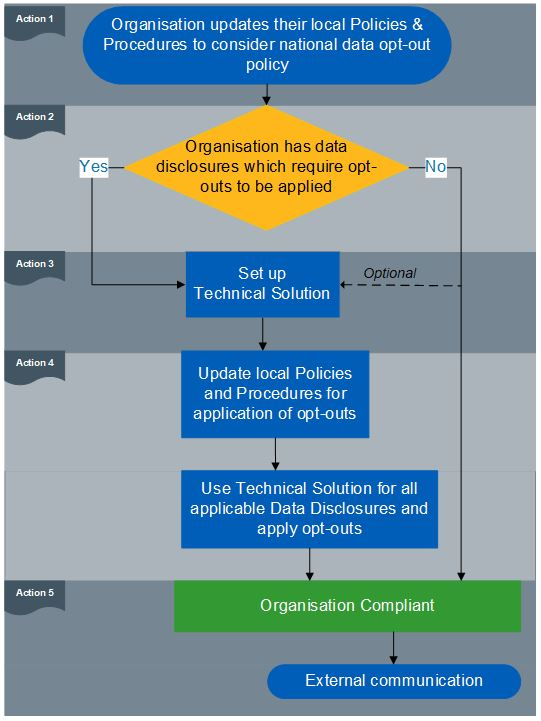 Action 1
Organisation updates their local Policies &
Procedures to consider national data opt-out
policy
Action 2
Organisation has data
disclosures which require opt-
outs to be applied
Yes
No
Action 3
Set up
Technical Solution
Optional
Action 4
Update local Policies
and Procedures for
application of opt-outs
Use Technical Solution for all
applicable Data Disclosures and
apply opt-outs
Action 5
Organisation Compliant
External communication